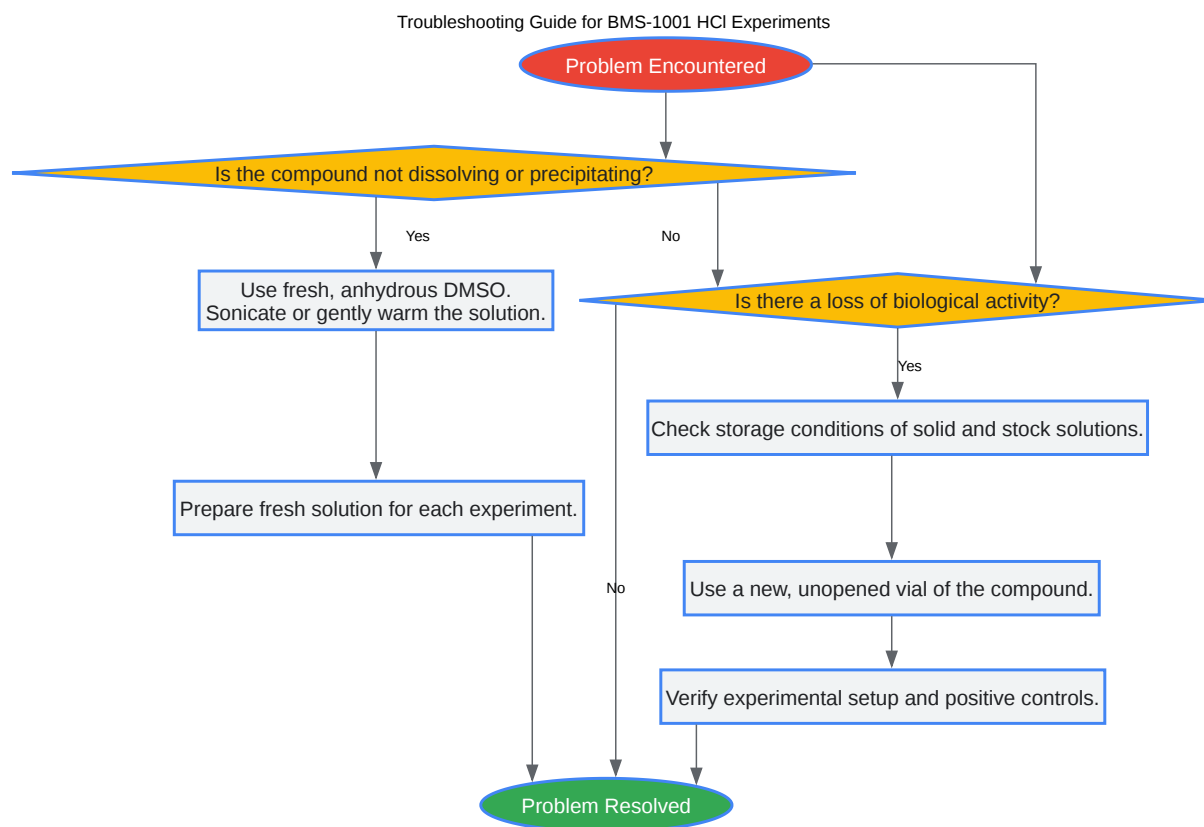 Troubleshooting Guide for BMS-1001 HCl Experiments
Problem Encountered
Is the compound not dissolving or precipitating?
Yes
No
Use fresh, anhydrous DMSO.
Sonicate or gently warm the solution.
Is there a loss of biological activity?
Yes
Check storage conditions of solid and stock solutions.
Prepare fresh solution for each experiment.
No
Use a new, unopened vial of the compound.
Verify experimental setup and positive controls.
Problem Resolved